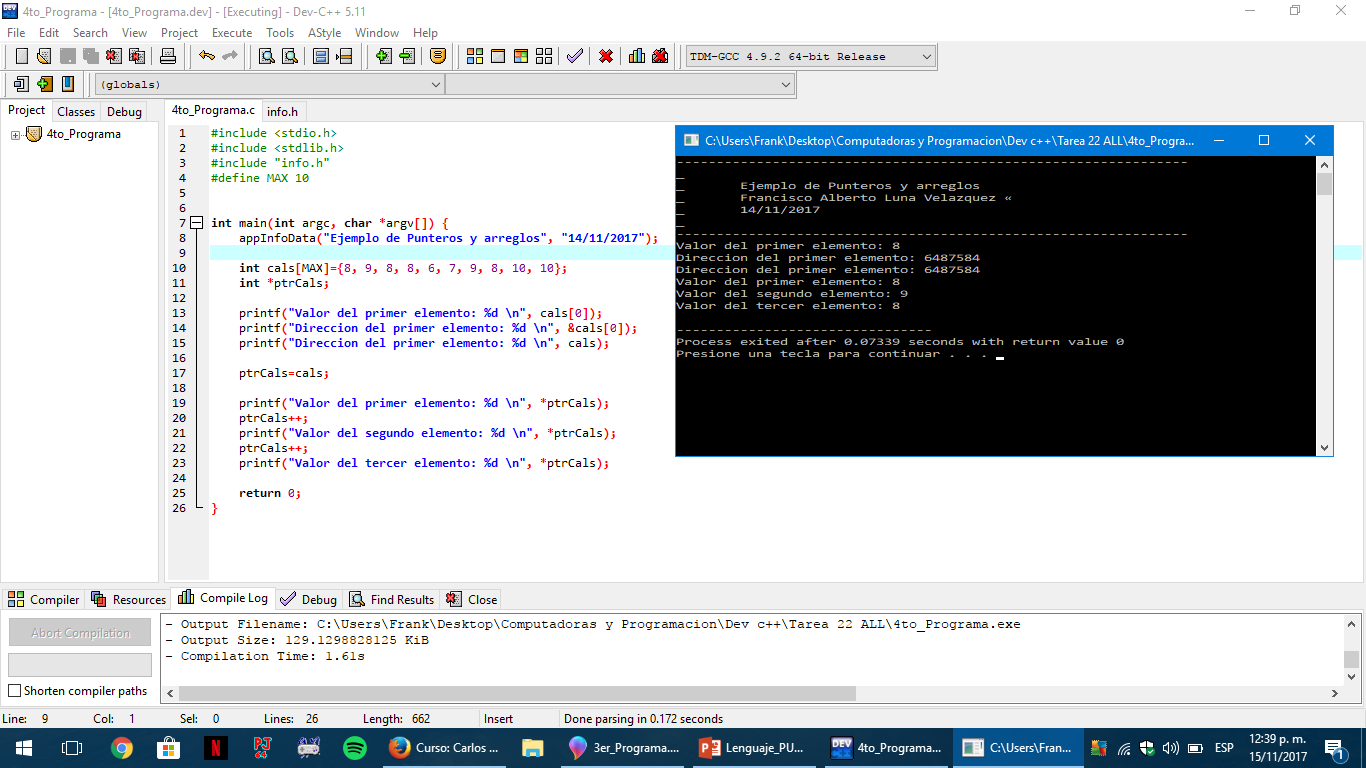 4to_Programa - [4to_Programa.dev] - [Executing] - Dev-C++ 5.11
File Edit Search View Project Execute Tools AStyle Window Help
TDM-GCC 4.9.2 64-bit Release
(globals)
Project Classes Debug
4to_Programa
4to_Programa.c info.h
1 #include <stdio.h>
2 #include <stdlib.h>
3 #include "info.h"
4 #define MAX 10
5
6
7 int main(int argc, char *argv[]) {
8 appInfoData("Ejemplo de Punteros y arreglos", "14/11/2017");
9
10 int cals[MAX]={8, 9, 8, 8, 6, 7, 9, 8, 10, 10};
11 int *ptrCals;
12
13 printf("Valor del primer elemento: %d \n", cals[0]);
14 printf("Direccion del primer elemento: %d \n", &cals[0]);
15 printf("Direccion del primer elemento: %d \n", cals);
16
17 ptrCals=cals;
18
19 printf("Valor del primer elemento: %d \n", *ptrCals);
20 ptrCals++;
21 printf("Valor del segundo elemento: %d \n", *ptrCals);
22 ptrCals++;
23 printf("Valor del tercer elemento: %d \n", *ptrCals);
24
25 return 0;
26 }
C:\Users\Frank\Desktop\Computadoras y Programacion\Dev c++\Tarea 22 ALL\4to_Progra...
----------------------------------------------------------------
_
_ Ejemplo de Punteros y arreglos
_ Francisco Alberto Luna Velazquez «
_ 14/11/2017
_
----------------------------------------------------------------
Valor del primer elemento: 8
Direccion del primer elemento: 6487584
Direccion del primer elemento: 6487584
Valor del primer elemento: 8
Valor del segundo elemento: 9
Valor del tercer elemento: 8
--------------------------------
Process exited after 0.07339 seconds with return value 0
Presione una tecla para continuar . . . _
Compiler Resources Compile Log Debug Find Results Close
Abort Compilation
Shorten compiler paths
- Output Filename: C:\Users\Frank\Desktop\Computadoras y Programacion\Dev c++\Tarea 22 ALL\4to_Programa.exe
- Output Size: 129.1298828125 KiB
- Compilation Time: 1.61s
Line: 9 Col: 1 Sel: 0 Lines: 26 Length: 662 Insert Done parsing in 0.172 seconds
Curso: Carlos ... 3er_Programa.... Lenguaje_PU... 4to_Programa... C:\Users\Fran... ESP
12:39 p. m.
15/11/2017